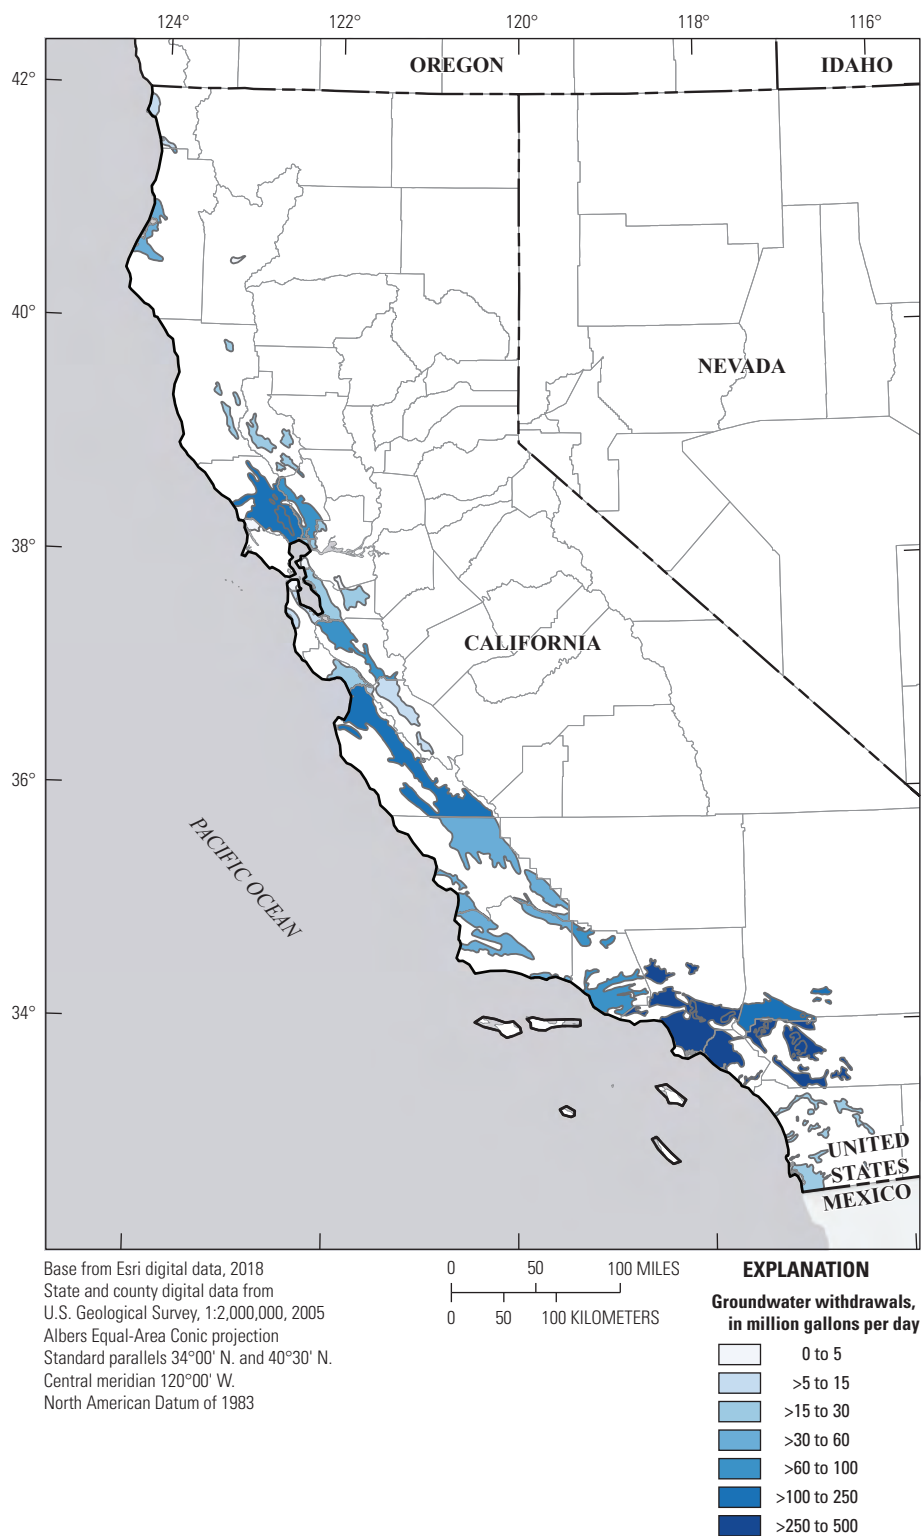 124°
122°
120°
118°
116°
42°
OREGON
IDAHO
40°
NEVADA
38°
CALIFORNIA
36°
PACIFIC OCEAN
34°
UNITED
STATES
MEXICO
Base from Esri digital data, 2018
State and county digital data from
U.S. Geological Survey, 1:2,000,000, 2005
Albers Equal-Area Conic projection
Standard parallels 34°00' N. and 40°30' N.
Central meridian 120°00' W.
North American Datum of 1983
0 50 100 MILES
0 50 100 KILOMETERS
EXPLANATION
Groundwater withdrawals,
in million gallons per day
0 to 5
>5 to 15
>15 to 30
>30 to 60
>60 to 100
>100 to 250
>250 to 500